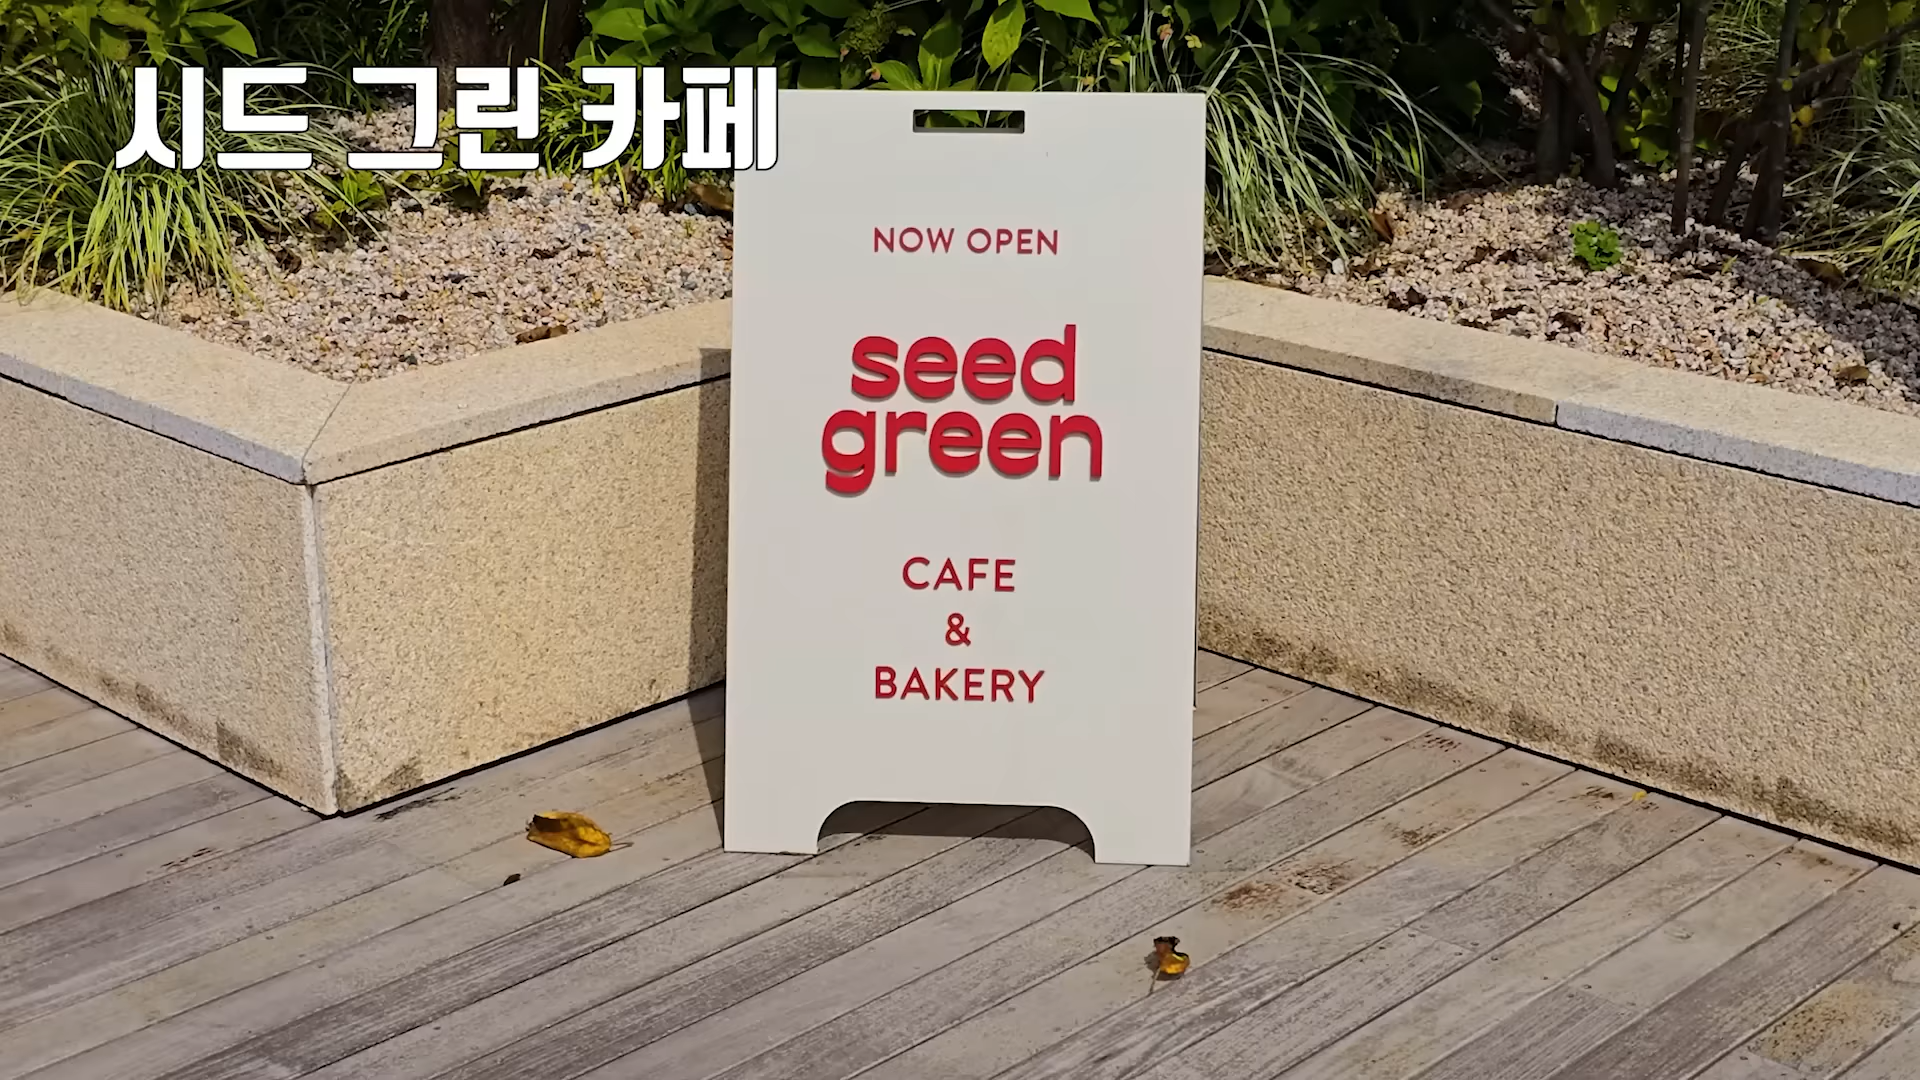 시드 그린 카페
NOW OPEN
seed
green
CAFE
&
BAKERY